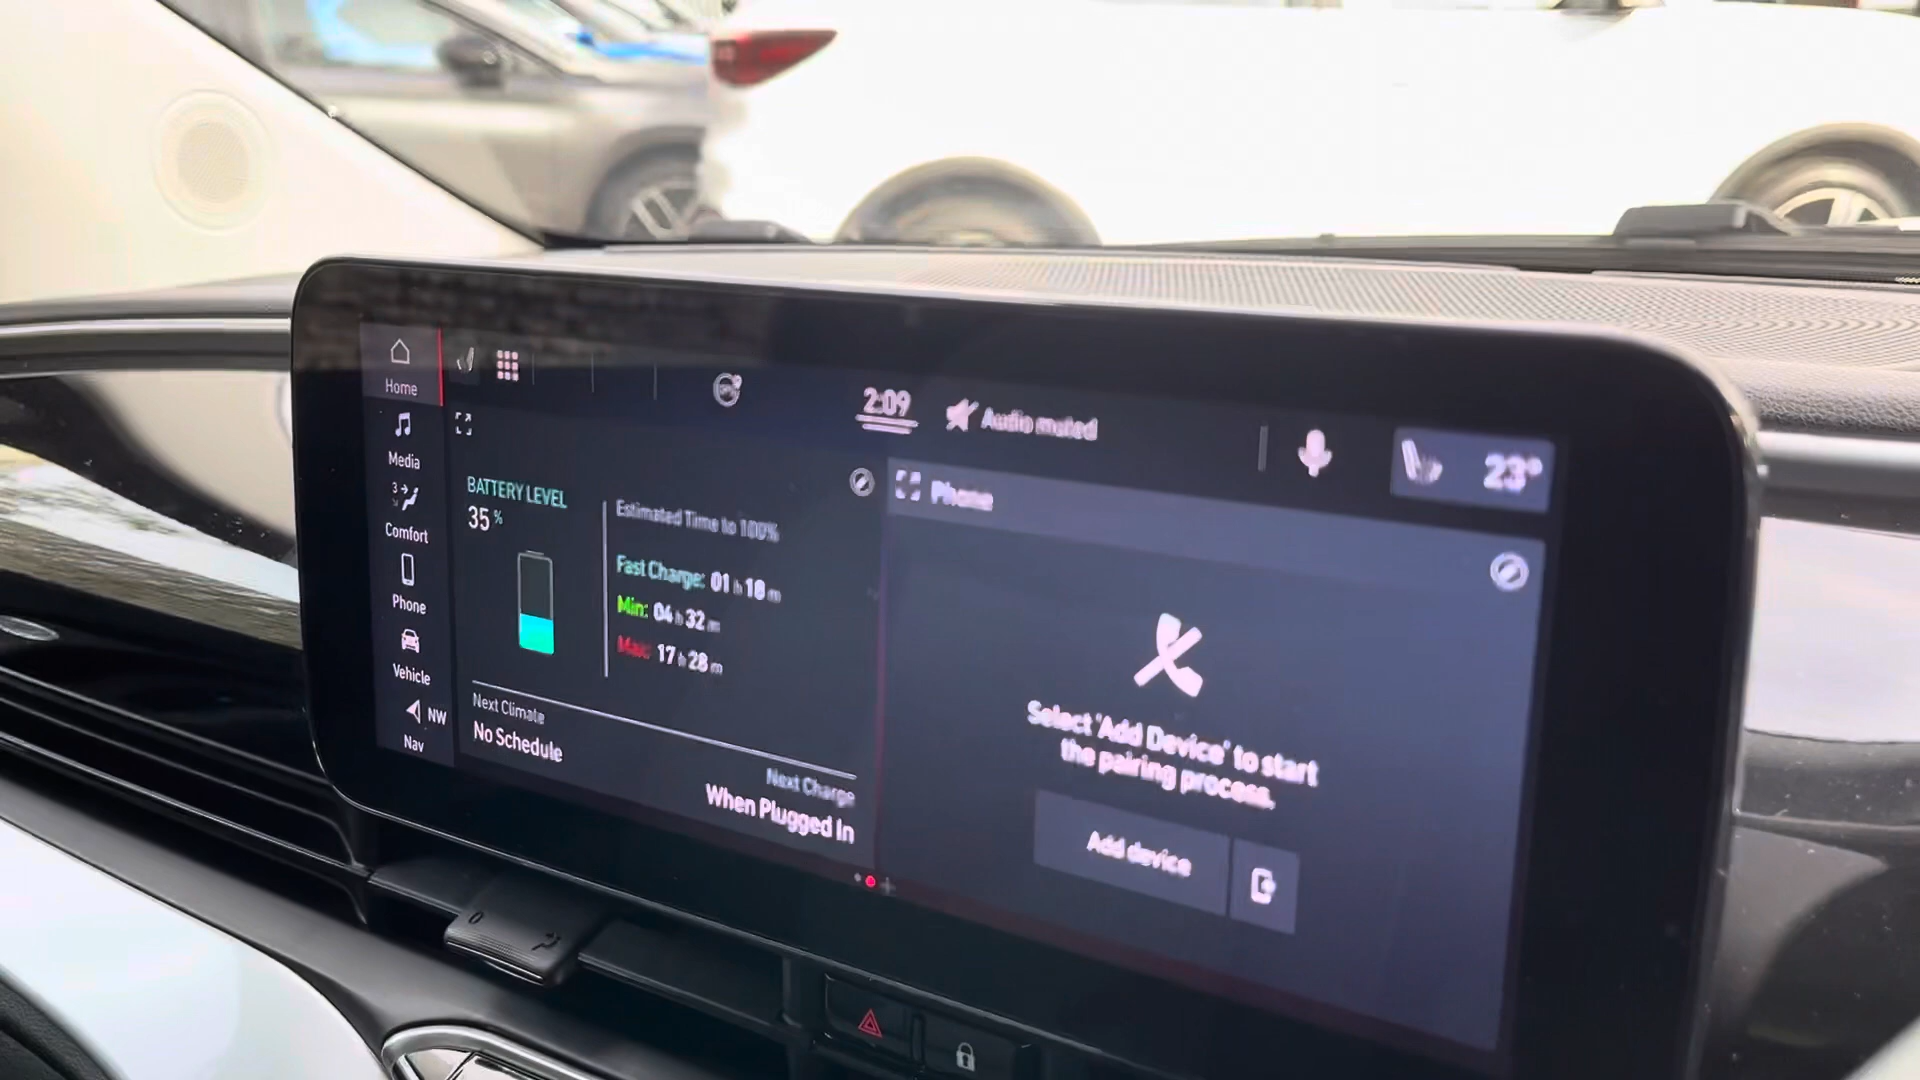 Home
Media
3
Comfort
Phone
Vehicle
NW
Nav
2:09
Audio muted
23°
BATTERY LEVEL
35 %
Estimated Time to 100%
Fast Charge: 01 h 18 m
Min: 04 h 32 m
Max: 17 h 28 m
Next Climate
No Schedule
Next Charge
When Plugged In
Phone
Select 'Add Device' to start
the pairing process.
Add device